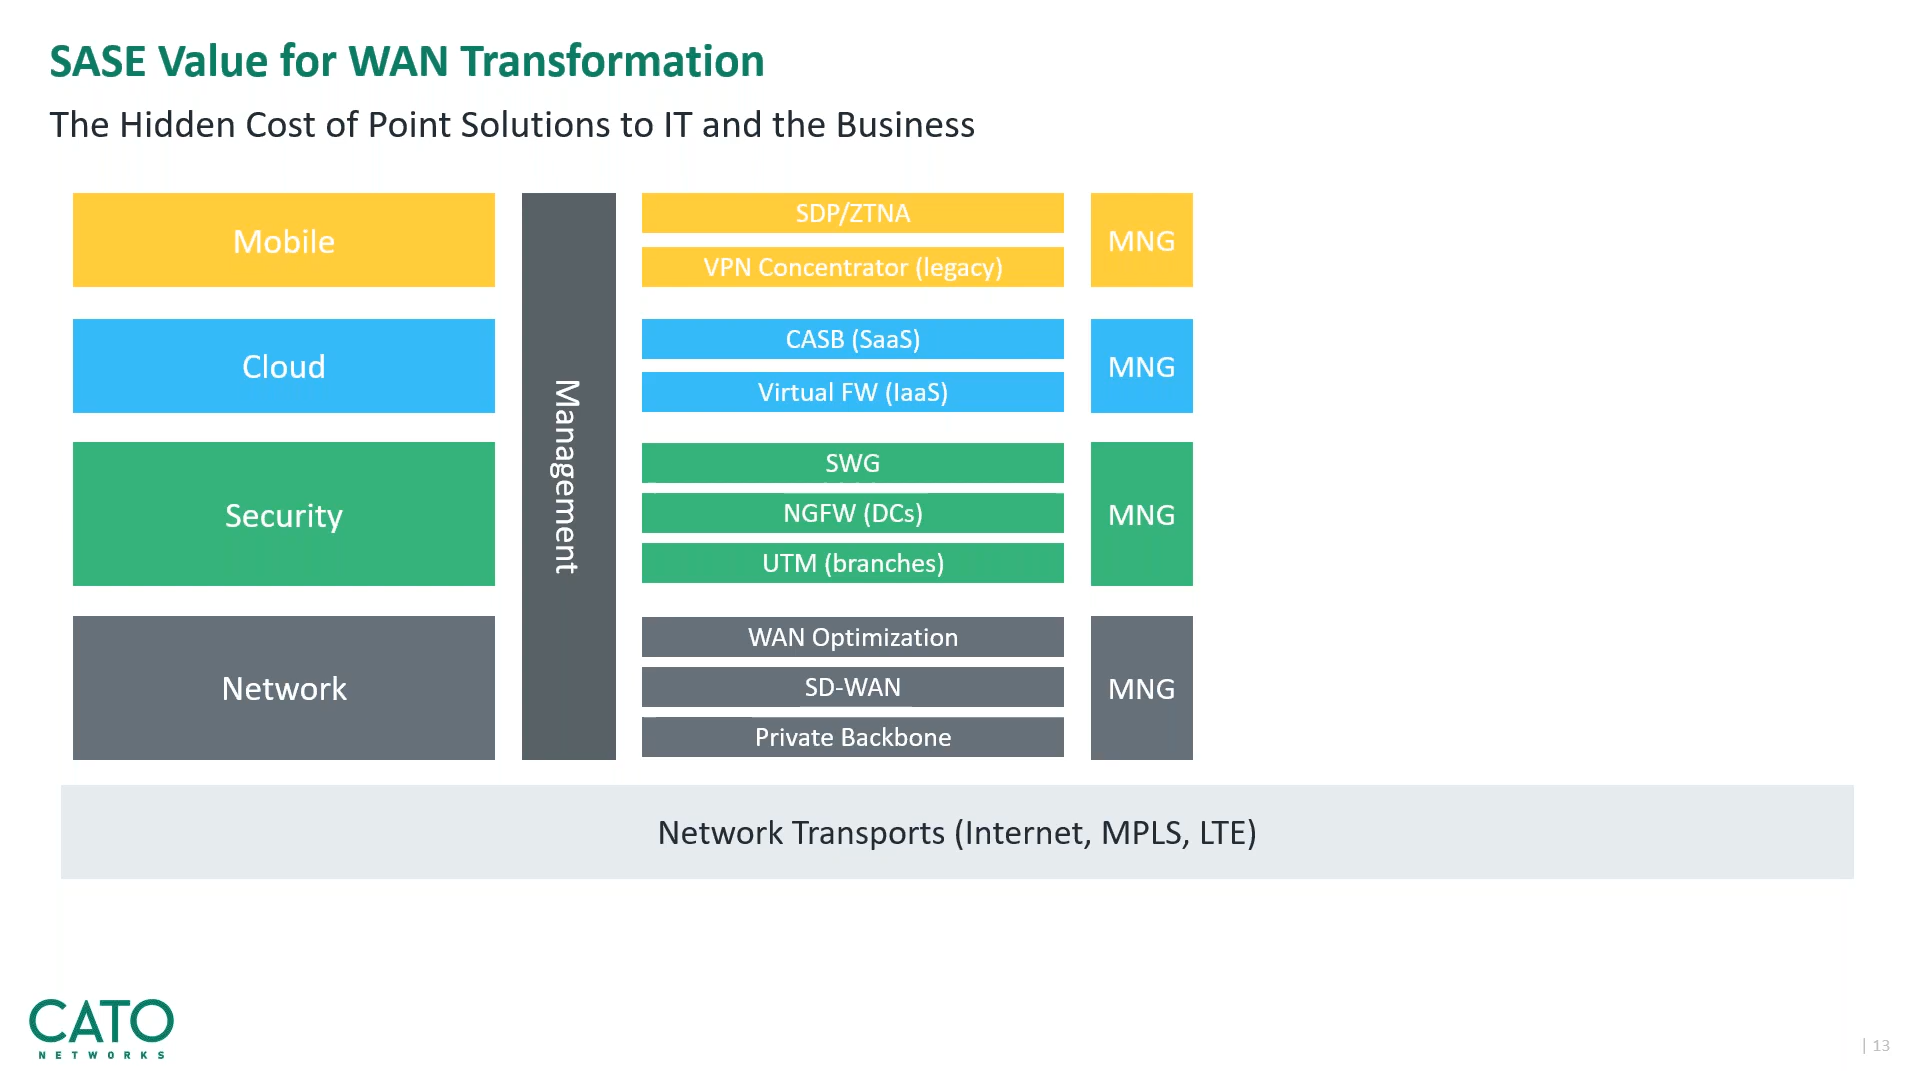 SASE Value for WAN Transformation
The Hidden Cost of Point Solutions to IT and the Business
Mobile
Cloud
Security
Network
Management
SDP/ZTNA
VPN Concentrator (legacy)
CASB (SaaS)
Virtual FW (IaaS)
SWG
NGFW (DCs)
UTM (branches)
WAN Optimization
SD-WAN
Private Backbone
MNG
MNG
MNG
MNG
Network Transports (Internet, MPLS, LTE)
CATO
NETWORKS
| 13